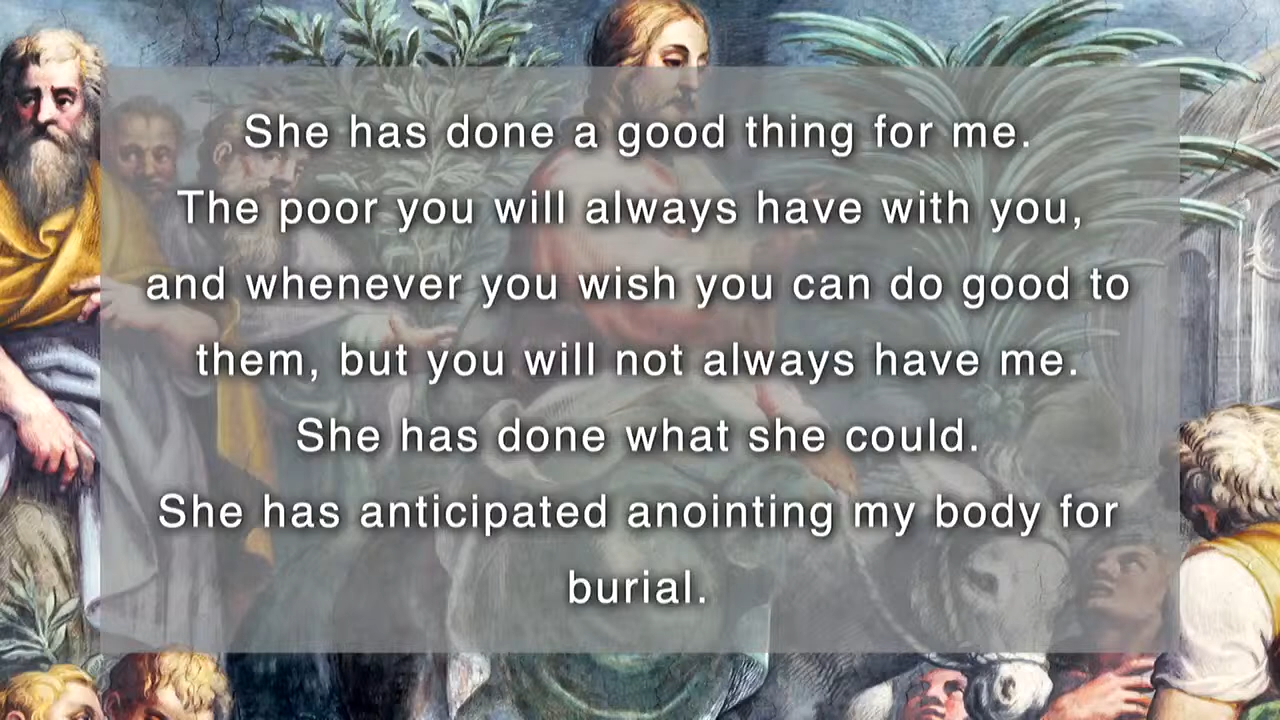 She has done a good thing for me.
The poor you will always have with you,
and whenever you wish you can do good to
them, but you will not always have me.
She has done what she could.
She has anticipated anointing my body for
burial.